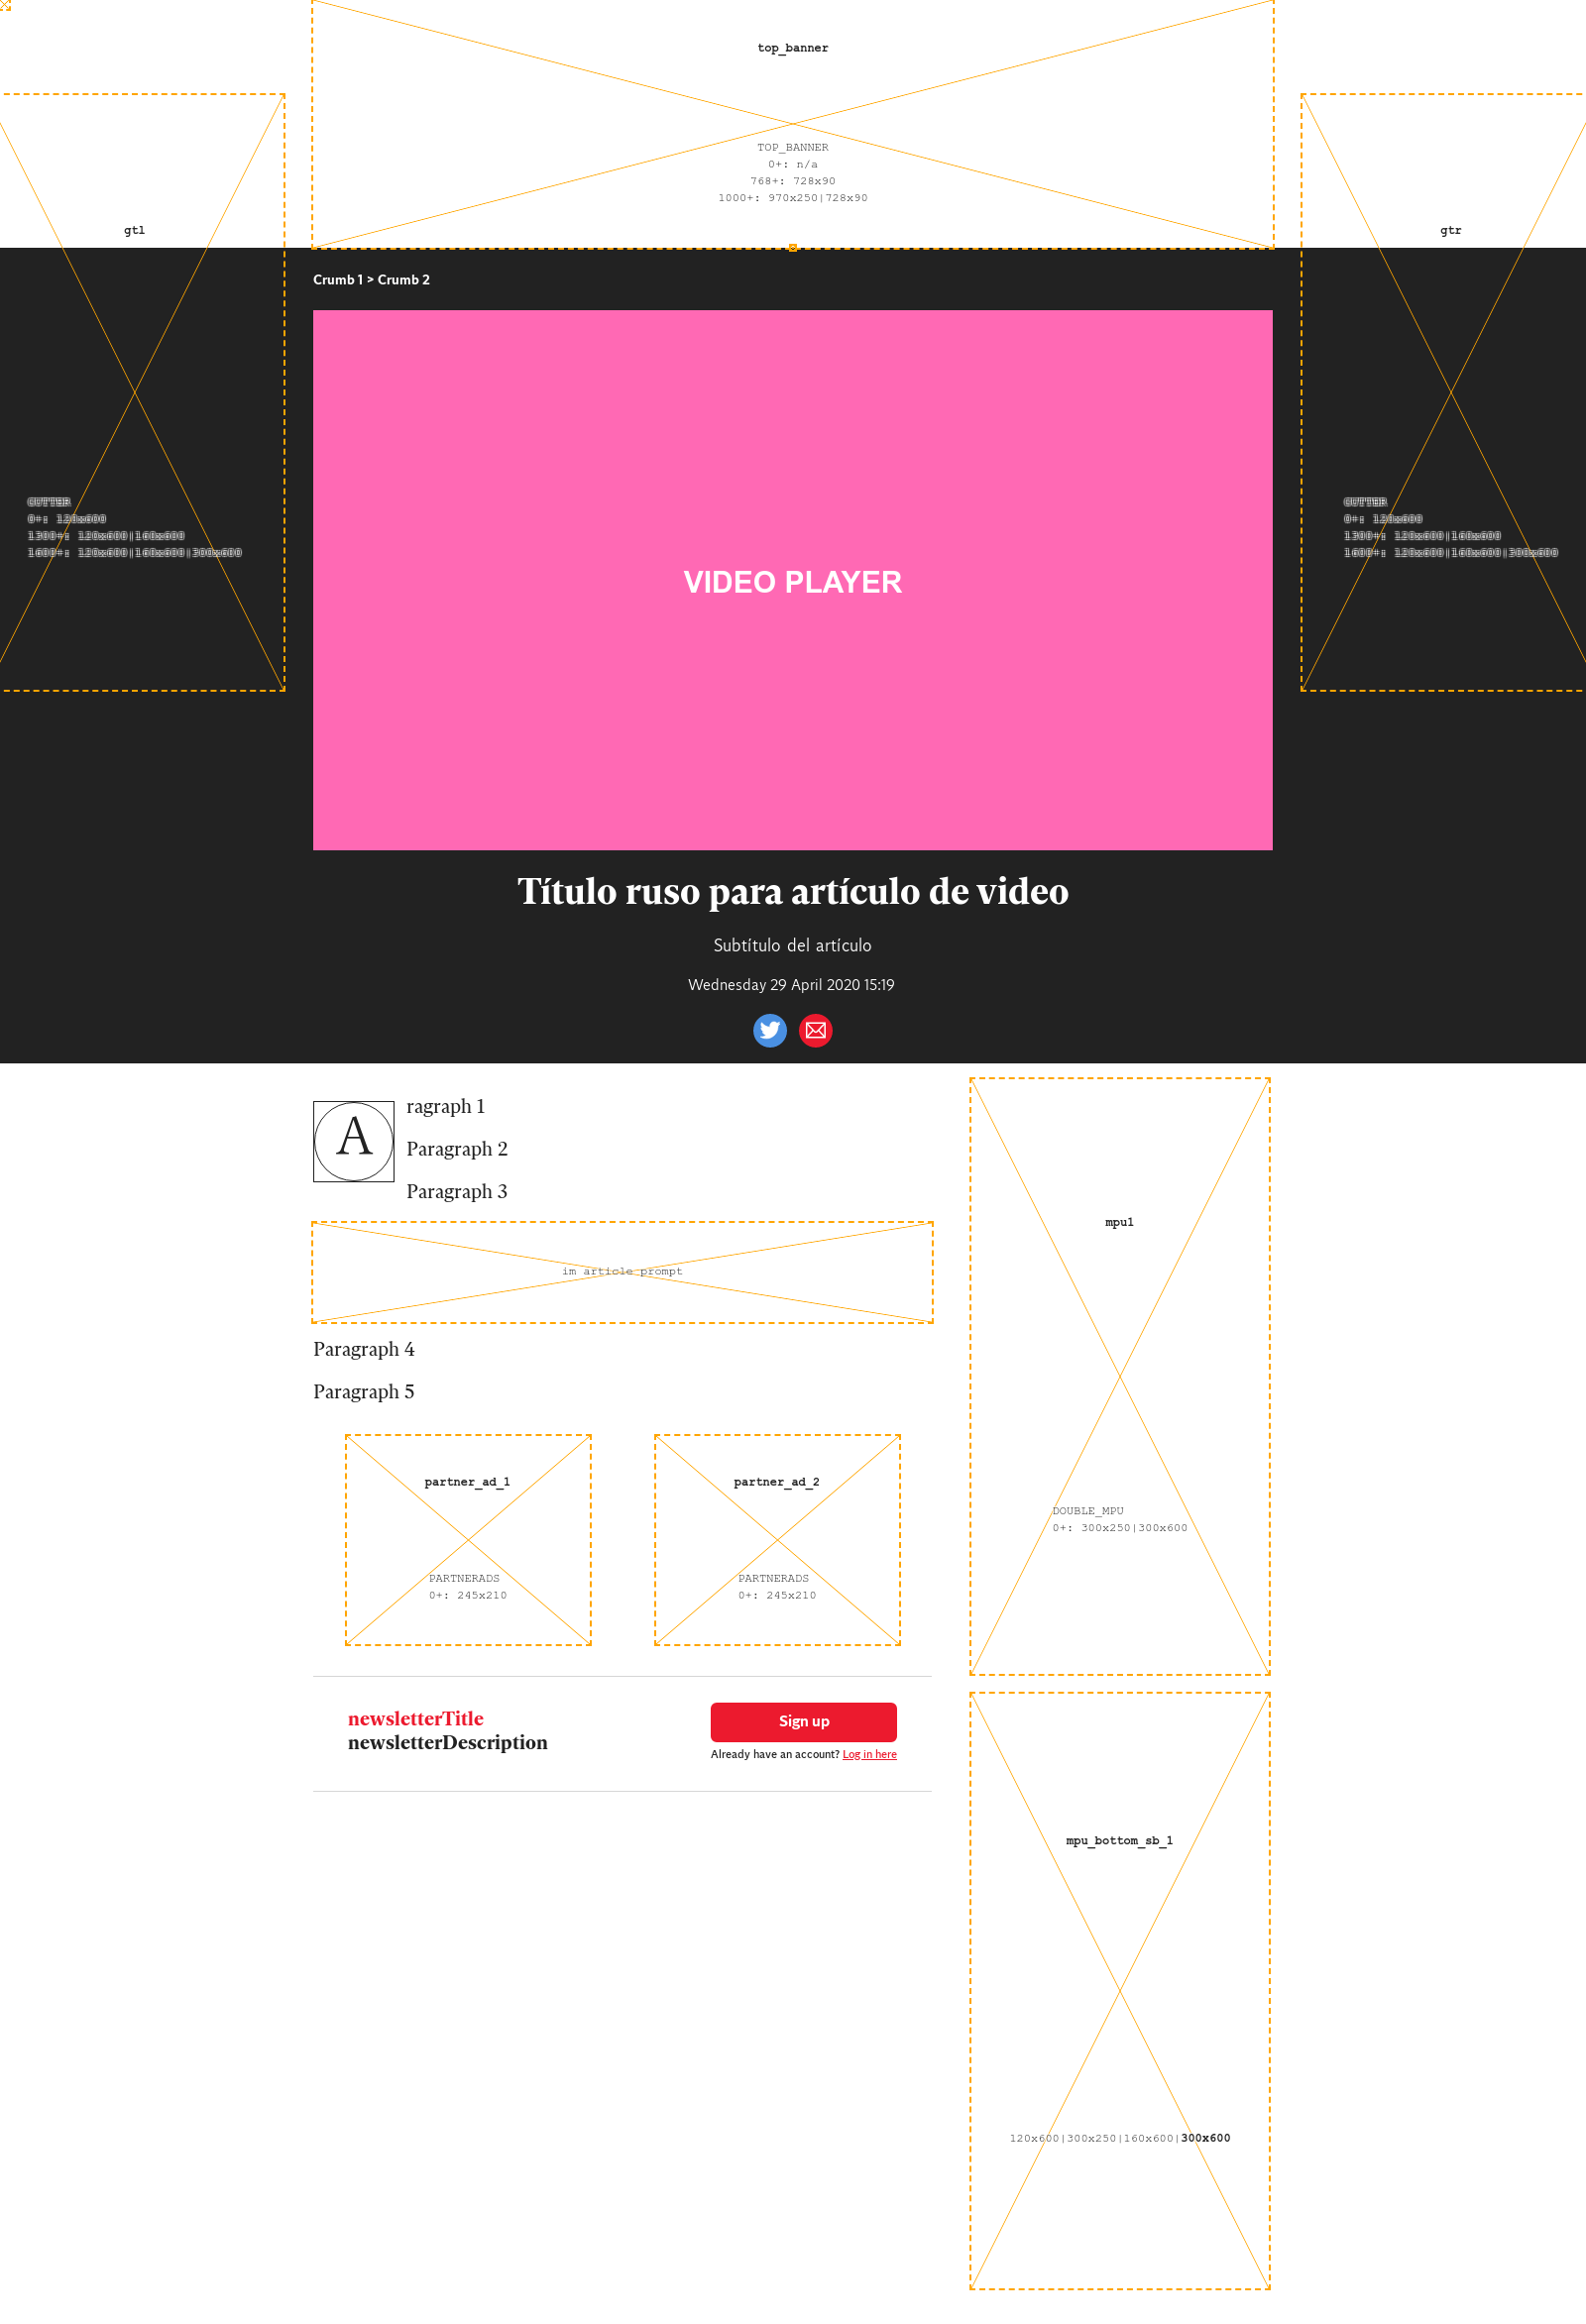 top_banner
TOP_BANNER
0+: n/a
768+: 728x90
1000+: 970x250|728x90
gtl
GUTTER
0+: 120x600
1300+: 120x600|160x600
1600+: 120x600|160x600|300x600
gtr
GUTTER
0+: 120x600
1300+: 120x600|160x600
1600+: 120x600|160x600|300x600
Crumb 1 > Crumb 2
VIDEO PLAYER
Título ruso para artículo de video
Subtítulo del artículo
Wednesday 29 April 2020 15:19
A
ragraph 1
Paragraph 2
Paragraph 3
im article prompt
Paragraph 4
Paragraph 5
partner_ad_1
PARTNERADS
0+: 245x210
partner_ad_2
PARTNERADS
0+: 245x210
newsletterTitle
newsletterDescription
Sign up
Already have an account? Log in here
mpu1
DOUBLE_MPU
0+: 300x250|300x600
mpu_bottom_sb_1
120x600|300x250|160x600|300x600